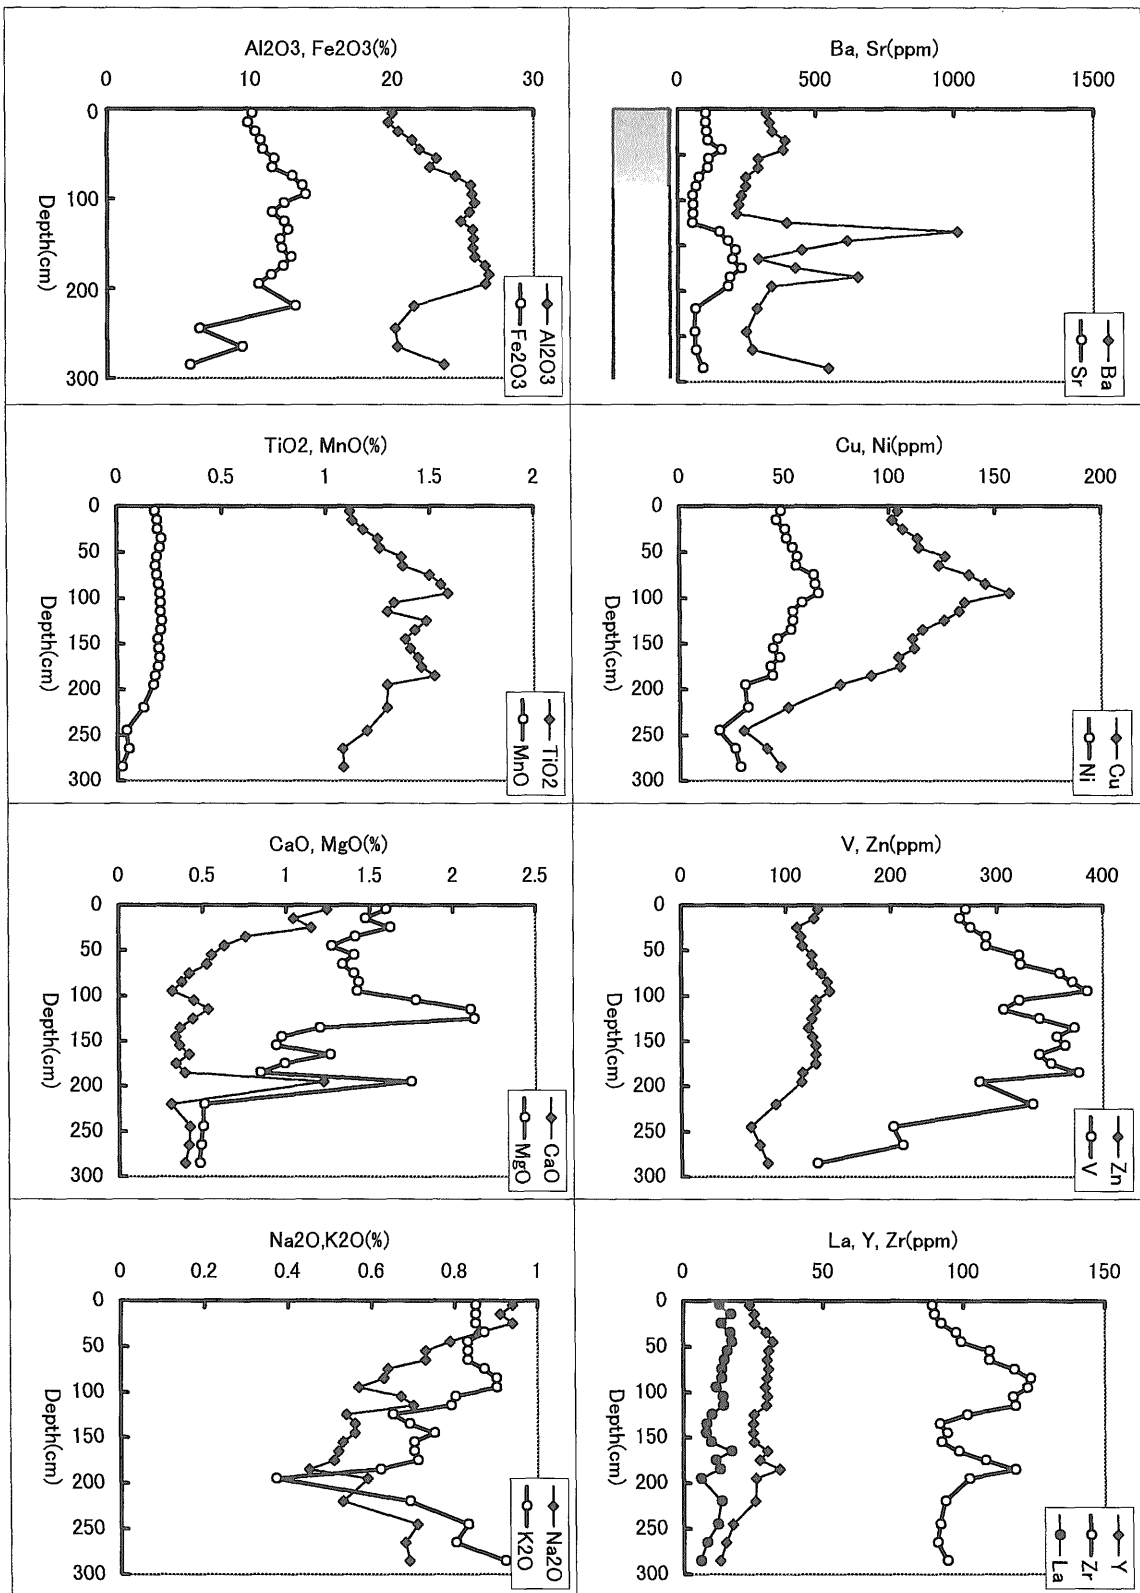 Al2O3, Fe2O3(%)
0 10 20 30
0
100
200
300
Depth(cm)
Al2O3
Fe2O3
Ba, Sr(ppm)
0 500 1000 1500
Ba
Sr
TiO2, MnO(%)
0 0.5 1 1.5 2
0
50
100
150
200
250
300
Depth(cm)
TiO2
MnO
Cu, Ni(ppm)
0 50 100 150 200
0
50
100
150
200
250
300
Depth(cm)
Cu
Ni
CaO, MgO(%)
0 0.5 1 1.5 2 2.5
0
50
100
150
200
250
300
Depth(cm)
CaO
MgO
V, Zn(ppm)
0 100 200 300 400
0
50
100
150
200
250
300
Depth(cm)
Zn
V
Na2O,K2O(%)
0 0.2 0.4 0.6 0.8 1
0
50
100
150
200
250
300
Depth(cm)
Na2O
K2O
La, Y, Zr(ppm)
0 50 100 150
0
50
100
150
200
250
300
Depth(cm)
Y
Zr
La